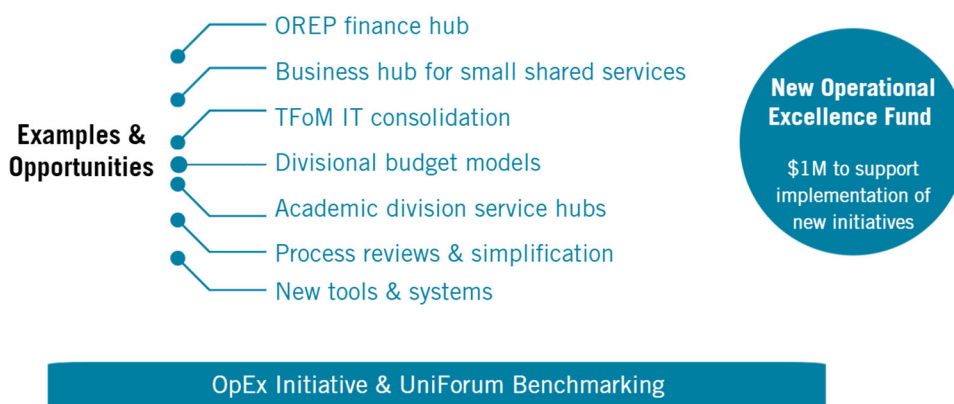 Examples &
Opportunities
OREP finance hub
Business hub for small shared services
TFoM IT consolidation
Divisional budget models
Academic division service hubs
Process reviews & simplification
New tools & systems
New Operational
Excellence Fund
$1M to support
implementation of
new initiatives
OpEx Initiative & UniForum Benchmarking